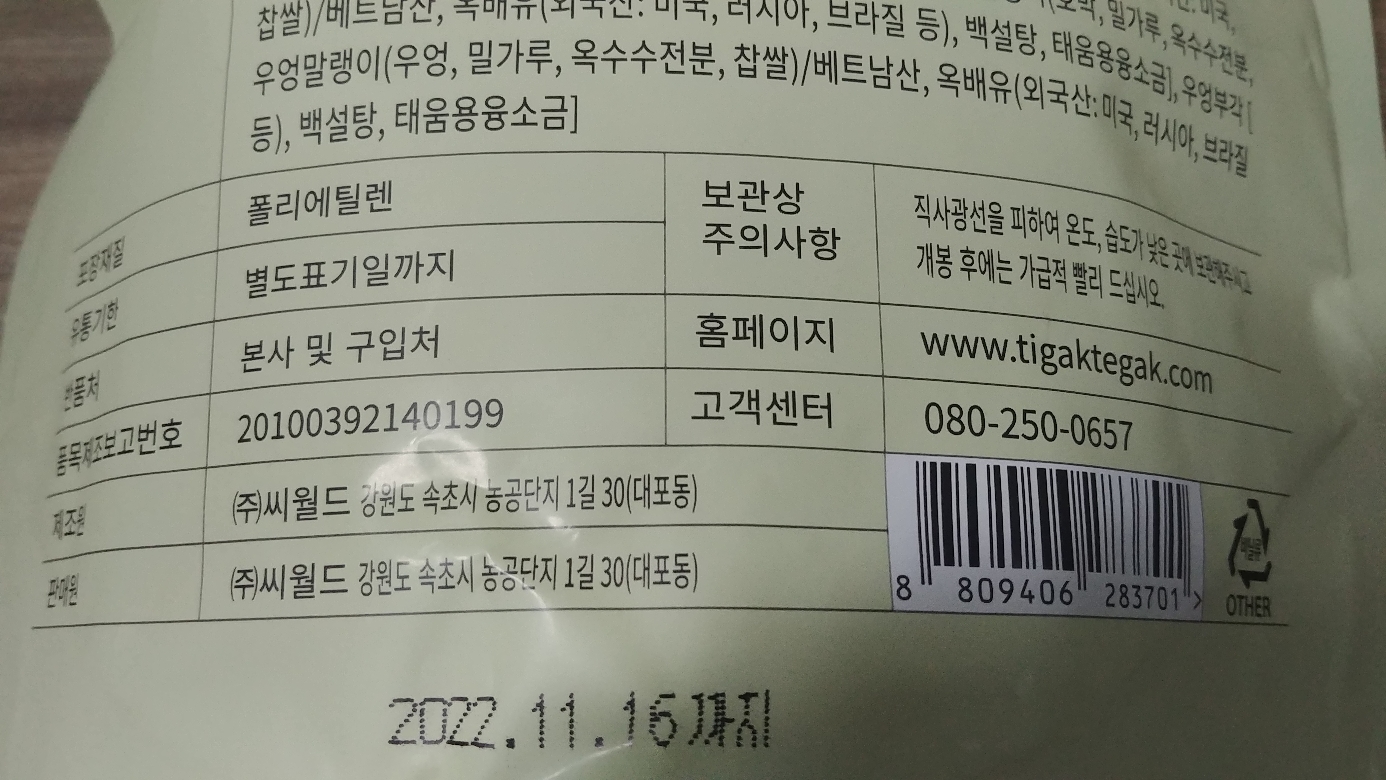 찹쌀)/베트남산, 옥배유(외국산: 미국, 러시아, 브라질 등), 백설탕, 태움용융소금], 우엉부각[
우엉말랭이(우엉, 밀가루, 옥수수전분, 찹쌀)/베트남산, 옥배유(외국산: 미국, 러시아, 브라질
등), 백설탕, 태움용융소금]
포장재질 폴리에틸렌
보관상
주의사항
직사광선을 피하여 온도, 습도가 낮은 곳에 보관해주시고
개봉 후에는 가급적 빨리 드십시오.
유통기한 별도표기일까지
반품처 본사 및 구입처
홈페이지 www.tigaktegak.com
품목제조보고번호 20100392140199
고객센터 080-250-0657
제조원 ㈜씨월드 강원도 속초시 농공단지 1길 30(대포동)
판매원 ㈜씨월드 강원도 속초시 농공단지 1길 30(대포동)
8 809406 283701 >
OTHER
2022.11.16까지